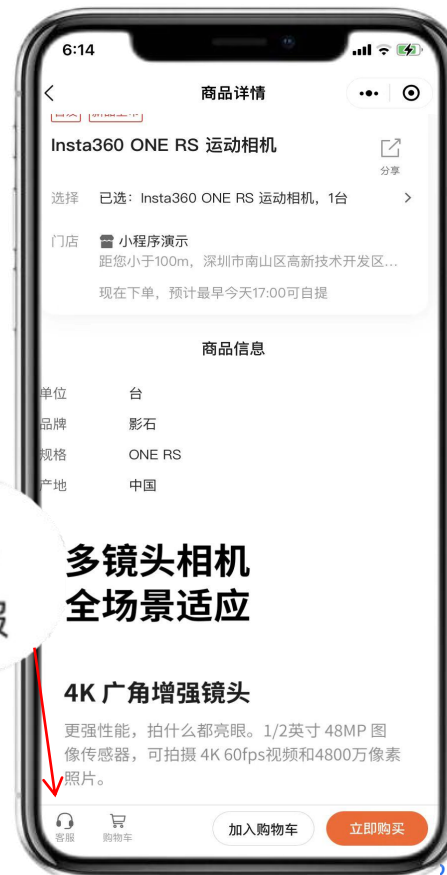 6:14
商品详情
Insta360 ONE RS 运动相机
分享
选择 已选：Insta360 ONE RS 运动相机，1台
门店 小程序演示
距您小于100m，深圳市南山区高新技术开发区...
现在下单，预计最早今天17:00可自提
商品信息
单位 台
品牌 影石
规格 ONE RS
产地 中国
多镜头相机
全场景适应
4K 广角增强镜头
更强性能，拍什么都亮眼。1/2英寸 48MP 图
像传感器，可拍摄 4K 60fps视频和4800万像素
照片。
客服 购物车 加入购物车 立即购买